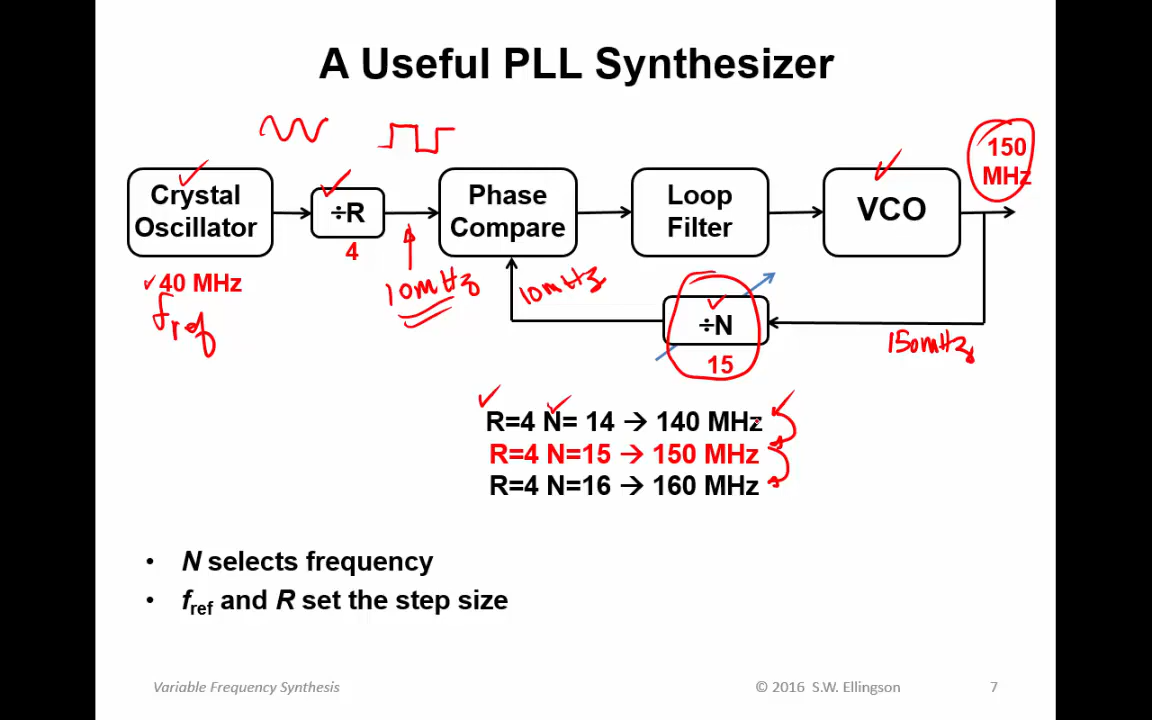 A Useful PLL Synthesizer
150
MHz
Crystal
Oscillator
÷R
Phase
Compare
Loop
Filter
VCO
4
✓40 MHz
fref
10mHz
10mHz
÷N
15
150mHz
R=4 N= 14 → 140 MHz
R=4 N=15 → 150 MHz
R=4 N=16 → 160 MHz
• N selects frequency
• fref and R set the step size
Variable Frequency Synthesis
© 2016 S.W. Ellingson
7